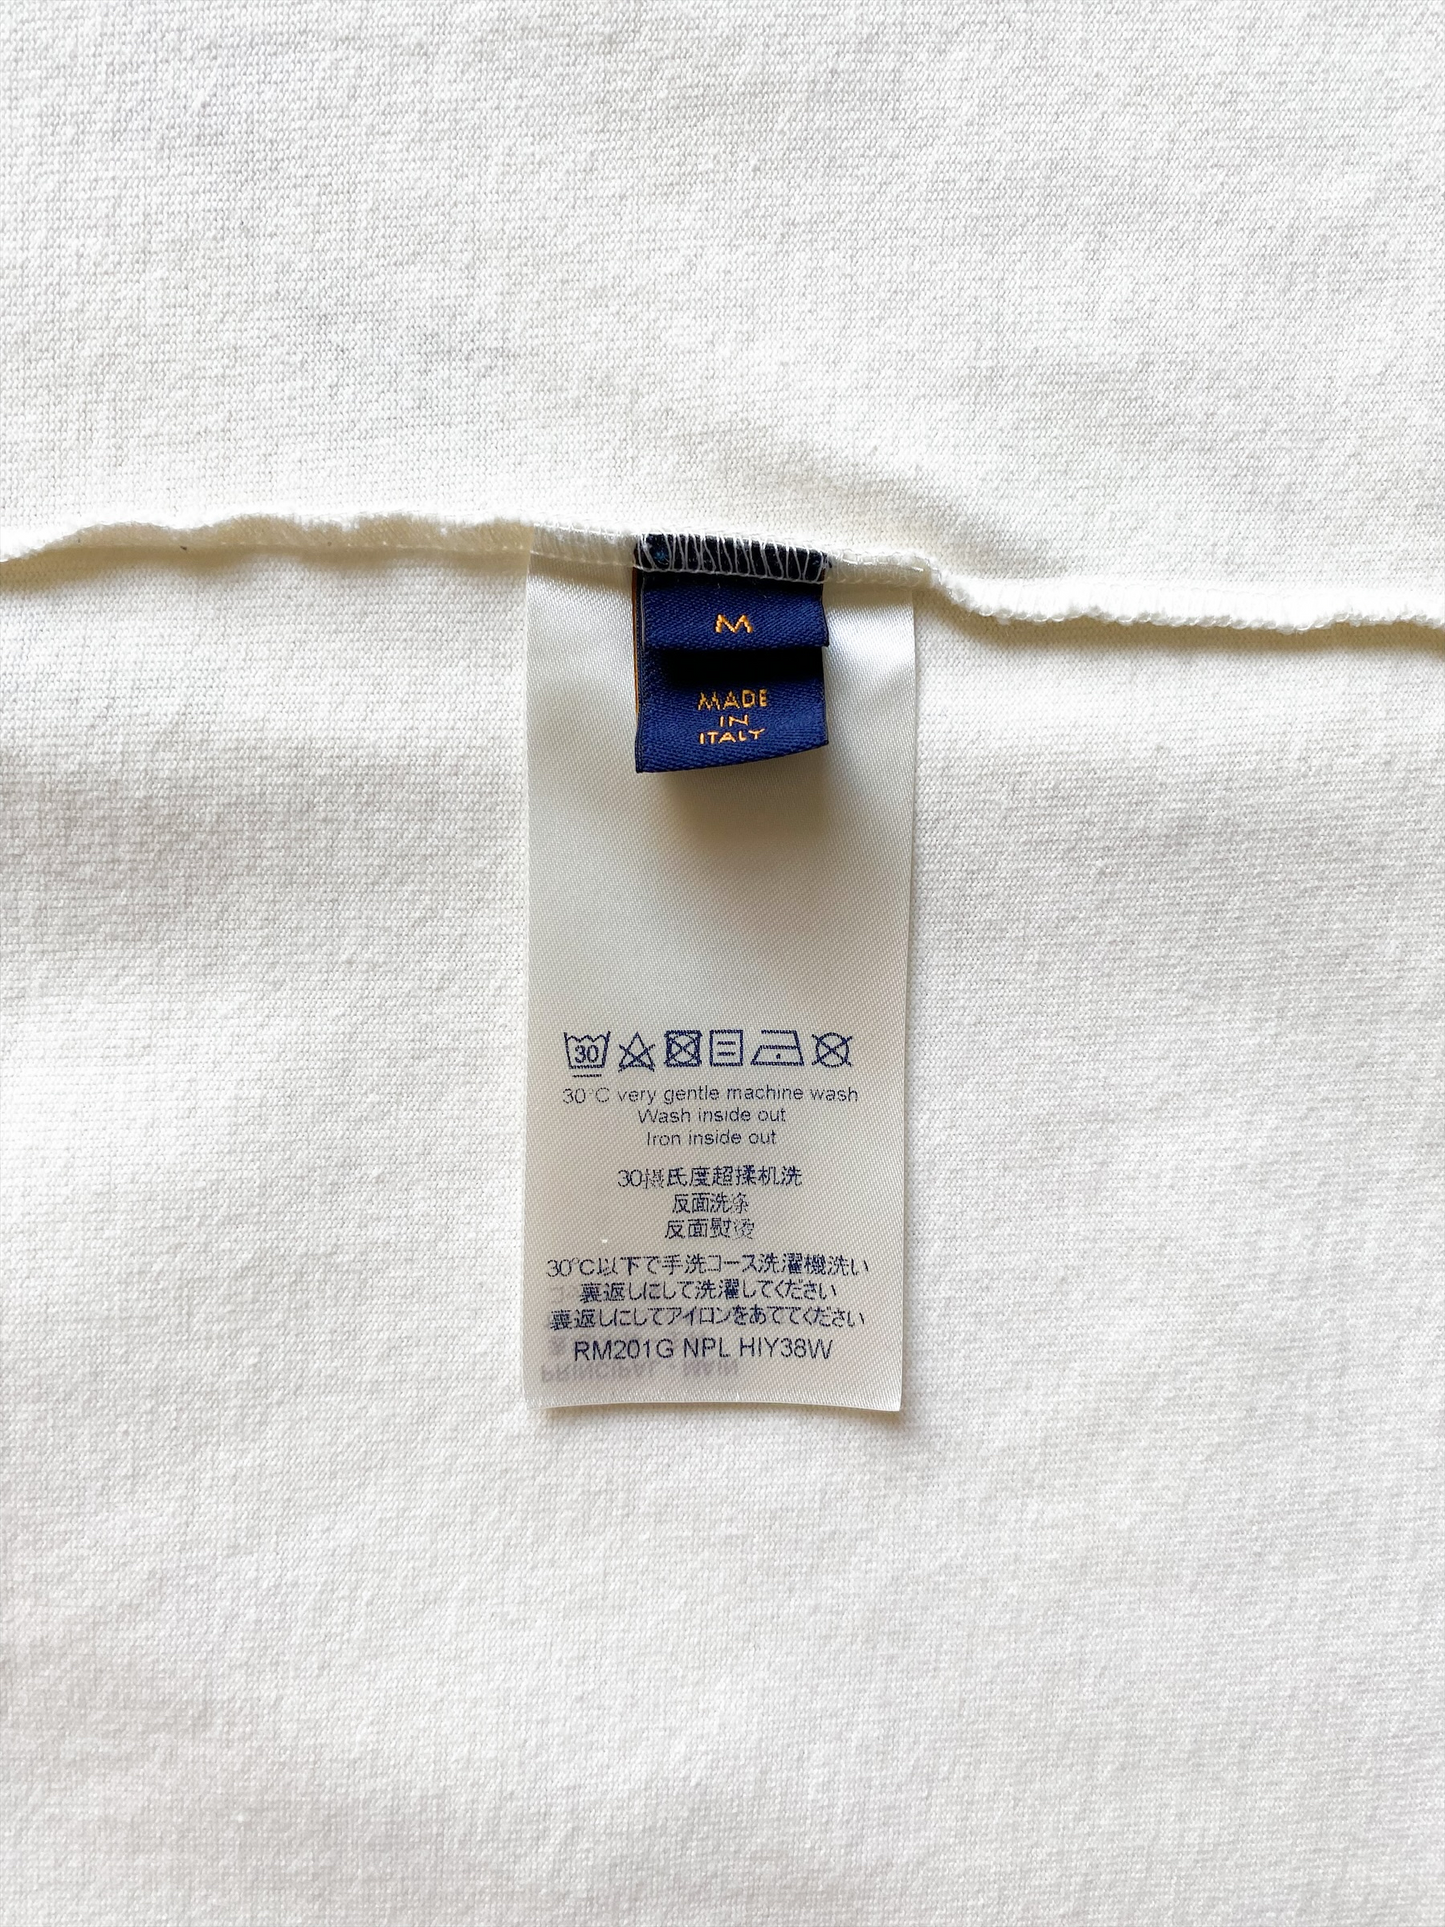 M
MADE
IN
ITALY
30
30°C very gentle machine wash
Wash inside out
Iron inside out
30摄氏度超揉机洗
反面洗涤
反面熨烫
30°C以下で手洗コース洗濯機洗い
裏返しにして洗濯してください
裏返しにしてアイロンをあててください
RM201G NPL HIY38W
PRINCIPAL MAIN